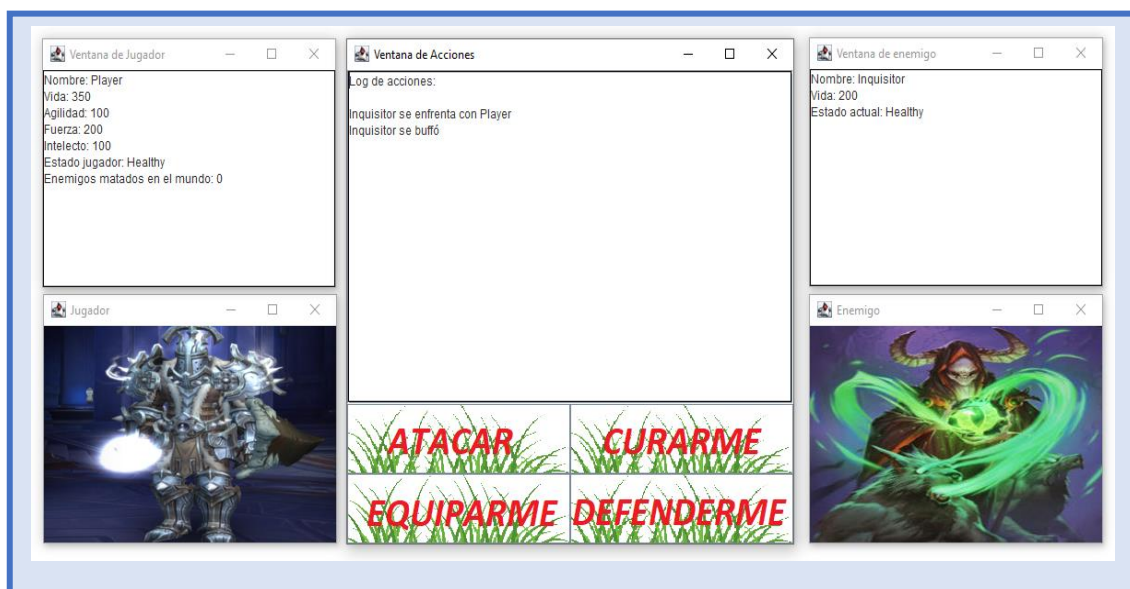 Ventana de Jugador
Nombre: Player
Vida: 350
Agilidad: 100
Fuerza: 200
Intelecto: 100
Estado jugador: Healthy
Enemigos matados en el mundo: 0
Jugador
Ventana de Acciones
Log de acciones:
Inquisitor se enfrenta con Player
Inquisitor se buffó
ATACAR
CURARME
EQUIPARME
DEFENDERME
Ventana de enemigo
Nombre: Inquisitor
Vida: 200
Estado actual: Healthy
Enemigo